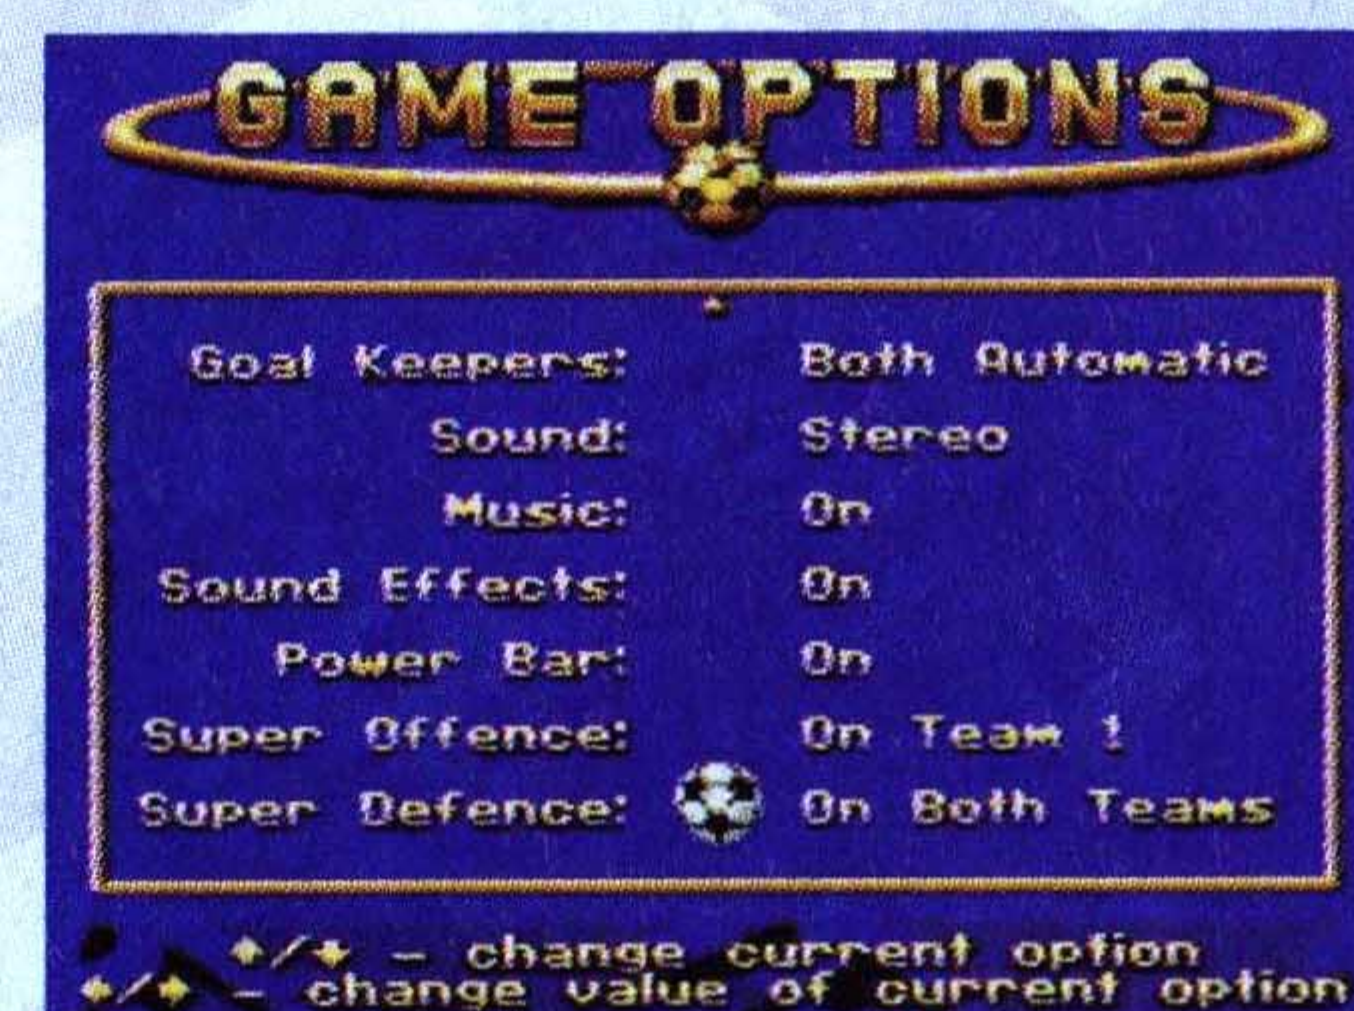 GAME OPTIONS
Goal Keepers: Both Automatic
Sound: Stereo
Music: On
Sound Effects: On
Power Bar: On
Super Offence: On Team 1
Super Defence: On Both Teams
↑/↓ - change current option
←/→ - change value of current option